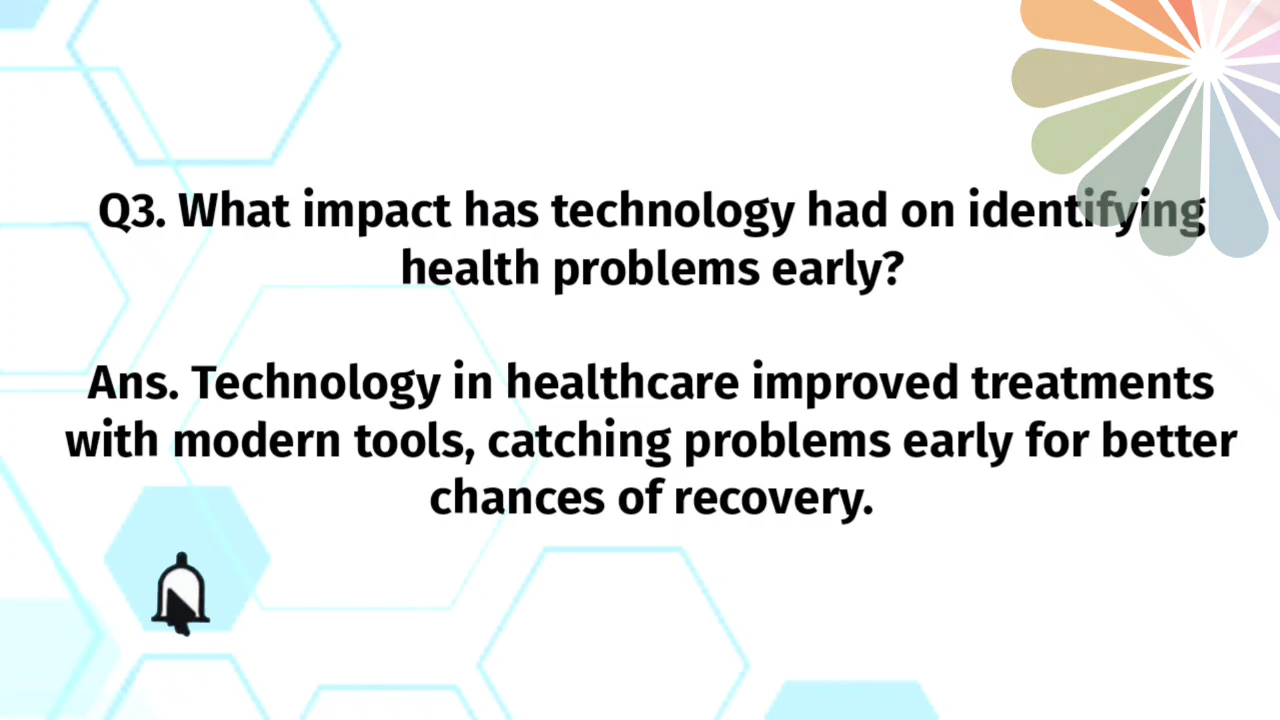 Q3. What impact has technology had on identifying
health problems early?
Ans. Technology in healthcare improved treatments
with modern tools, catching problems early for better
chances of recovery.